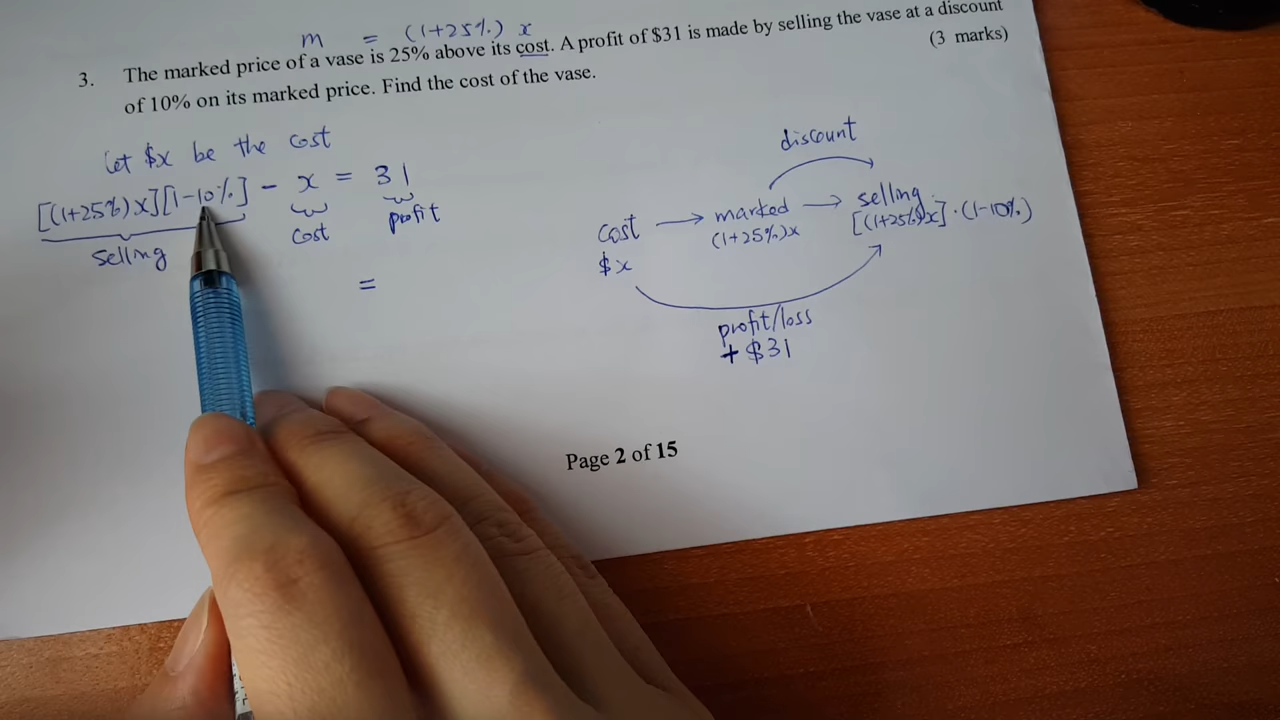 m = (1+25%) x
3. The marked price of a vase is 25% above its cost. A profit of $31 is made by selling the vase at a discount
of 10% on its marked price. Find the cost of the vase. (3 marks)
Let $x be the cost
[(1+25%)x][1-10%] - x = 31
selling cost profit
=
discount
cost → marked → selling
$x (1+25%)x [(1+25%)x]·(1-10%)
profit/loss
+ $31
Page 2 of 15